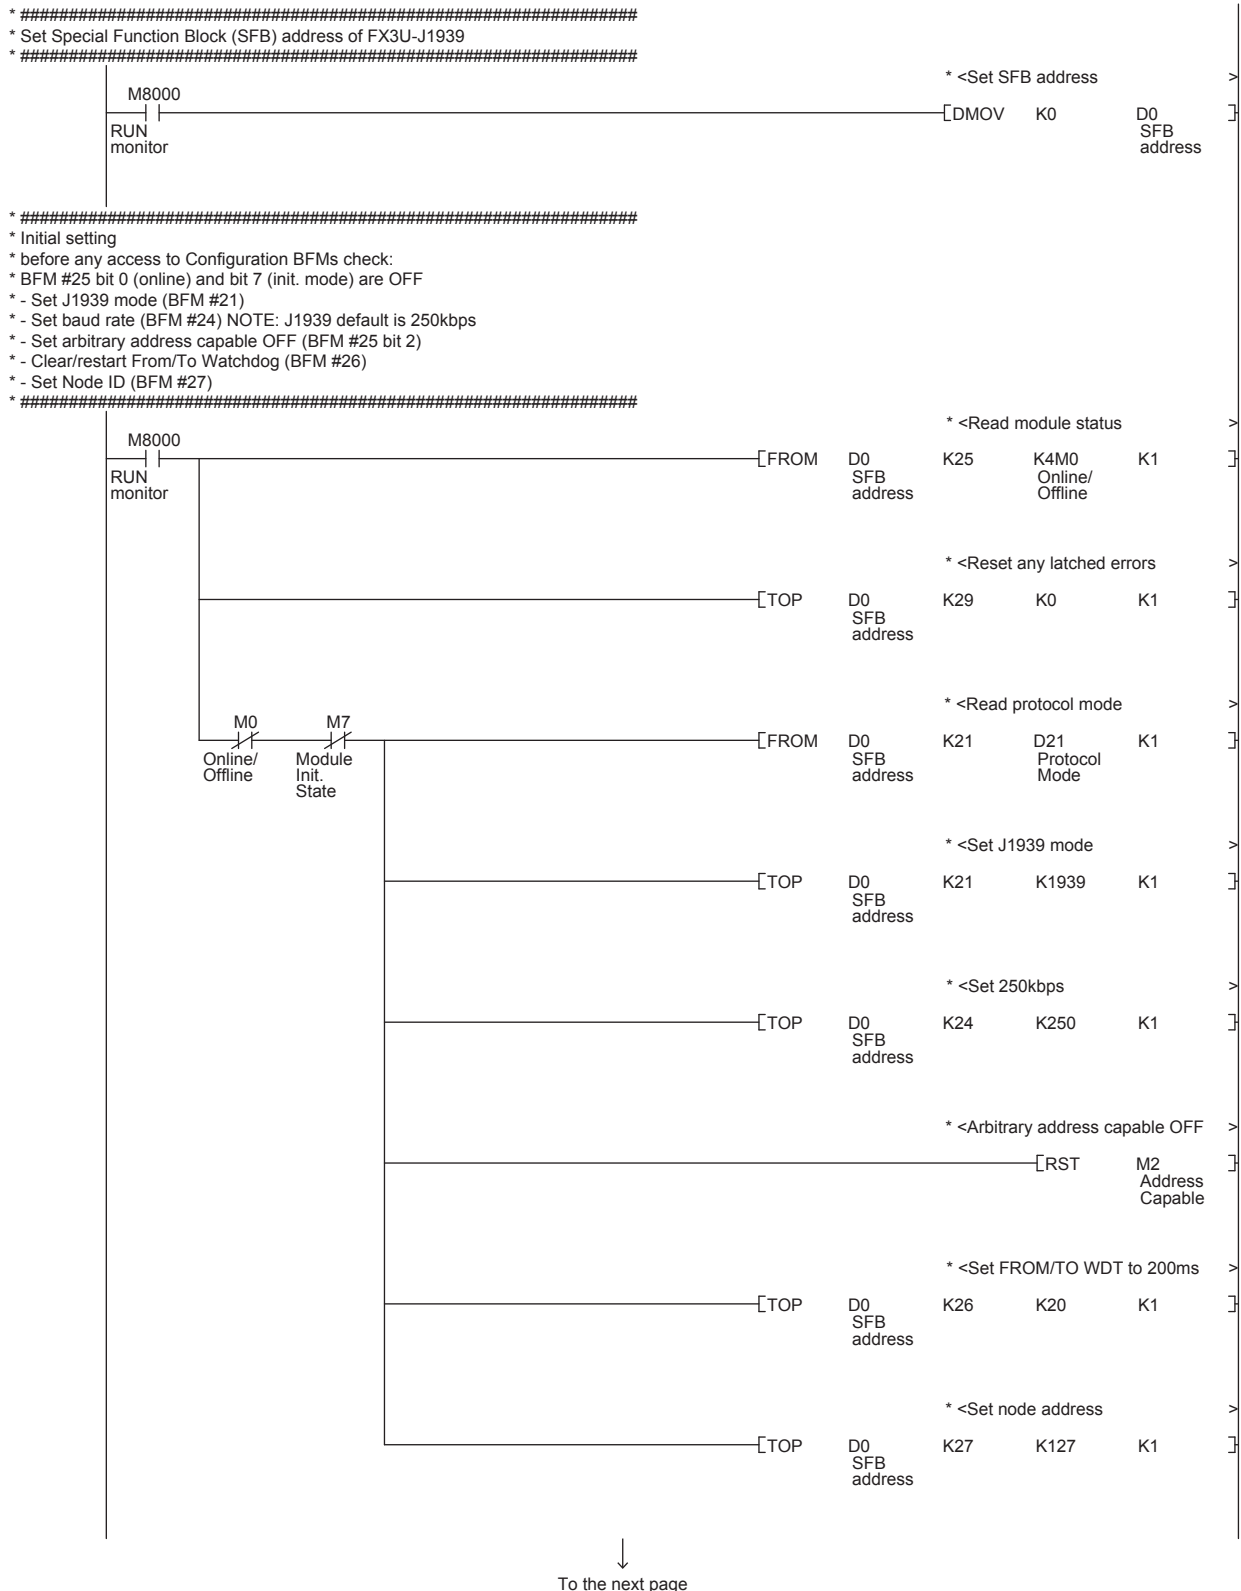 * ################################################################
* Set Special Function Block (SFB) address of FX3U-J1939
* ################################################################
* <Set SFB address >
M8000
[DMOV K0 D0 ]
RUN
monitor
SFB
address
* ################################################################
* Initial setting
* before any access to Configuration BFMs check:
* BFM #25 bit 0 (online) and bit 7 (init. mode) are OFF
* - Set J1939 mode (BFM #21)
* - Set baud rate (BFM #24) NOTE: J1939 default is 250kbps
* - Set arbitrary address capable OFF (BFM #25 bit 2)
* - Clear/restart From/To Watchdog (BFM #26)
* - Set Node ID (BFM #27)
* ################################################################
* <Read module status >
M8000
[FROM D0 K25 K4M0 K1 ]
RUN
monitor
SFB
address
Online/
Offline
* <Reset any latched errors >
[TOP D0 K29 K0 K1 ]
SFB
address
* <Read protocol mode >
M0 M7
[FROM D0 K21 D21 K1 ]
Online/
Offline
Module
Init.
State
SFB
address
Protocol
Mode
* <Set J1939 mode >
[TOP D0 K21 K1939 K1 ]
SFB
address
* <Set 250kbps >
[TOP D0 K24 K250 K1 ]
SFB
address
* <Arbitrary address capable OFF >
[RST M2 ]
Address
Capable
* <Set FROM/TO WDT to 200ms >
[TOP D0 K26 K20 K1 ]
SFB
address
* <Set node address >
[TOP D0 K27 K127 K1 ]
SFB
address
To the next page